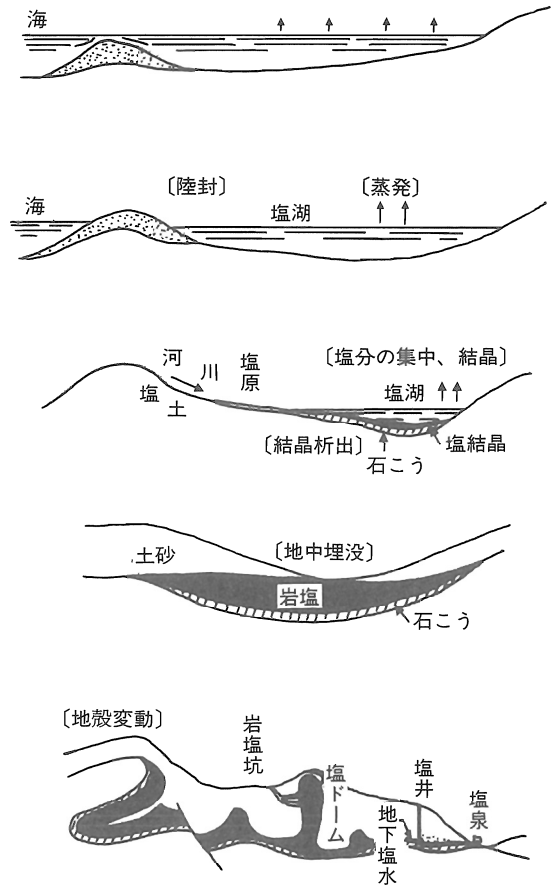 海
〔陸封〕
〔蒸発〕
海
塩湖
河川
塩原
〔塩分の集中、結晶〕
塩土
塩湖
〔結晶析出〕
塩結晶
石こう
土砂
〔地中埋没〕
岩塩
石こう
〔地殻変動〕
岩塩坑
塩ドーム
塩井
地下塩水
塩泉